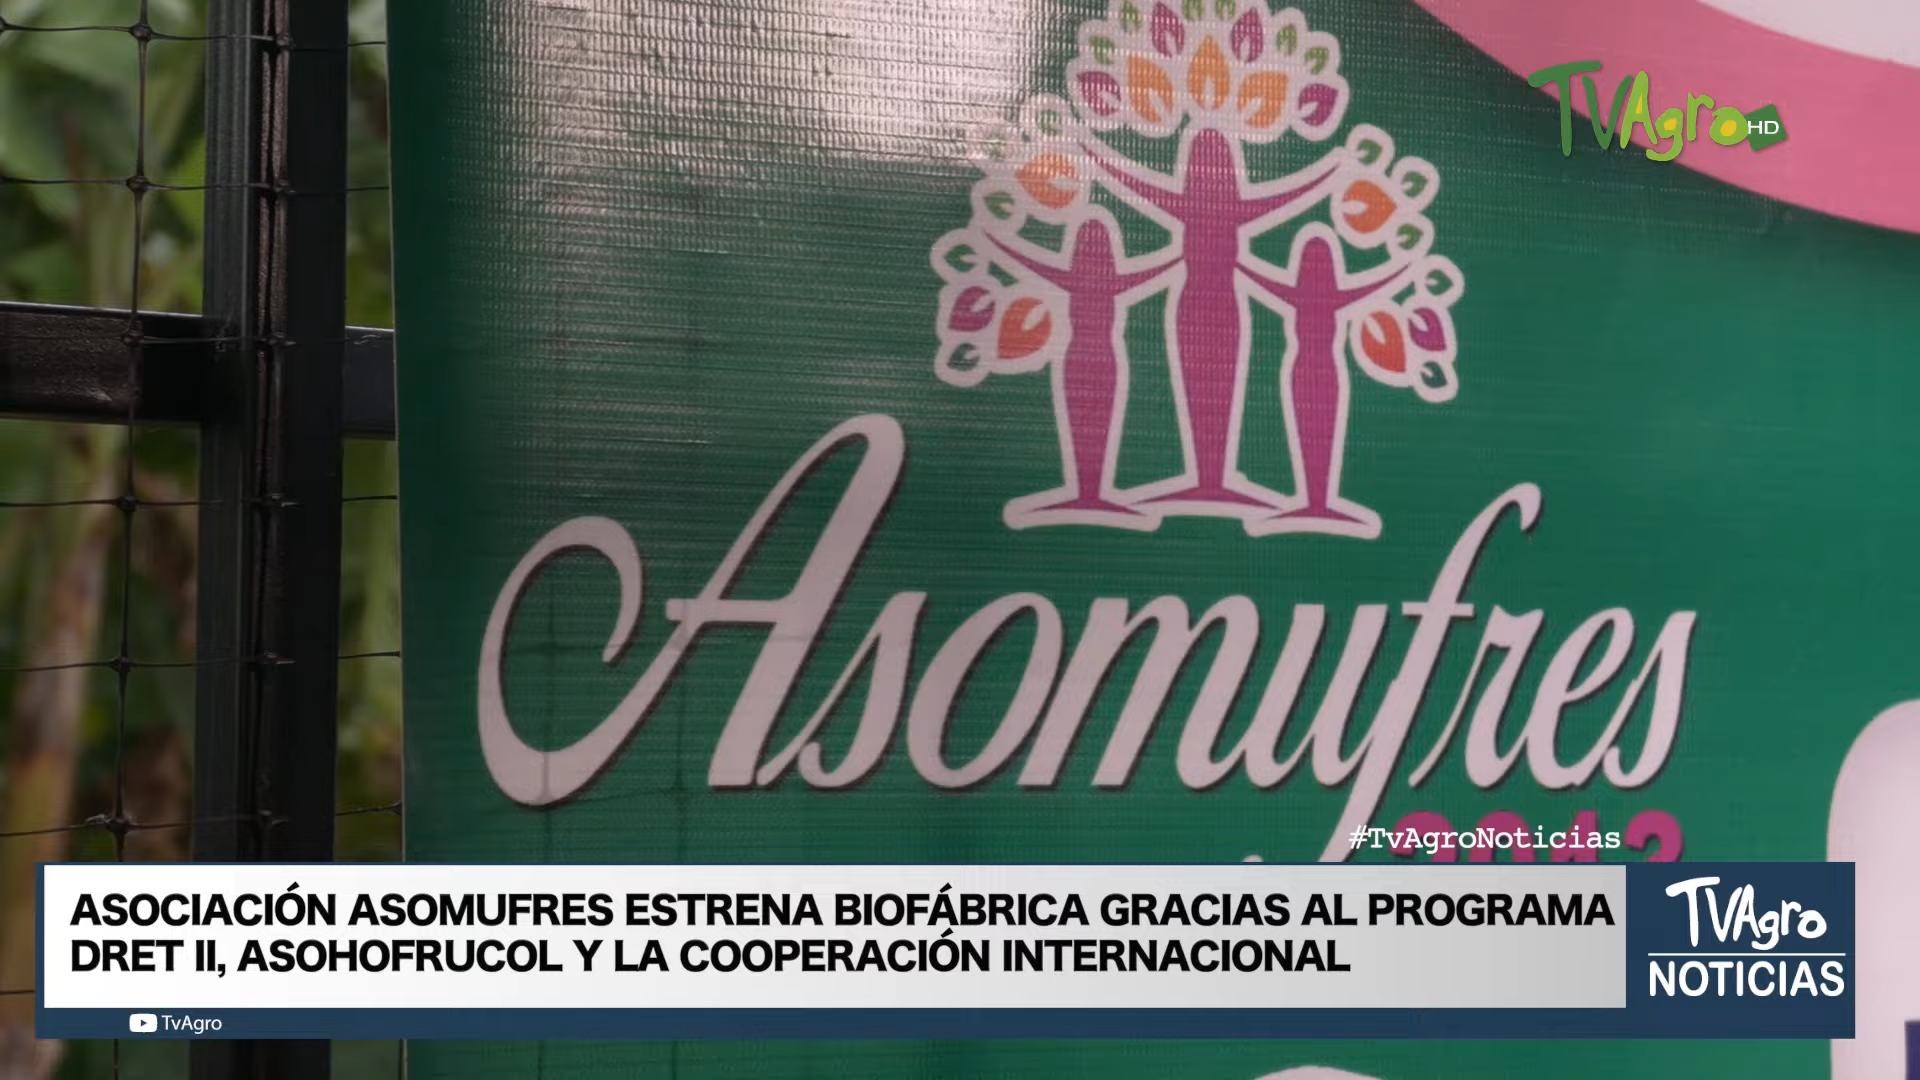 TVAgro HD
Asomufres
2013
#TvAgroNoticias
ASOCIACIÓN ASOMUFRES ESTRENA BIOFÁBRICA GRACIAS AL PROGRAMA
DRET II, ASOHOFRUCOL Y LA COOPERACIÓN INTERNACIONAL
TVAgro
NOTICIAS
TvAgro